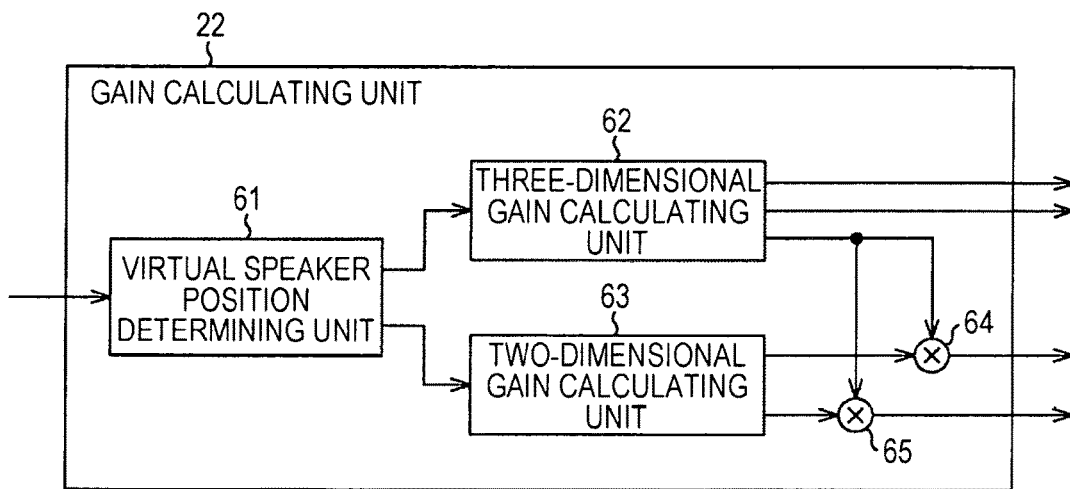 22
GAIN CALCULATING UNIT
62
THREE-DIMENSIONAL
GAIN CALCULATING
UNIT
61
VIRTUAL SPEAKER
POSITION
DETERMINING UNIT
63
TWO-DIMENSIONAL
GAIN CALCULATING
UNIT
64
65